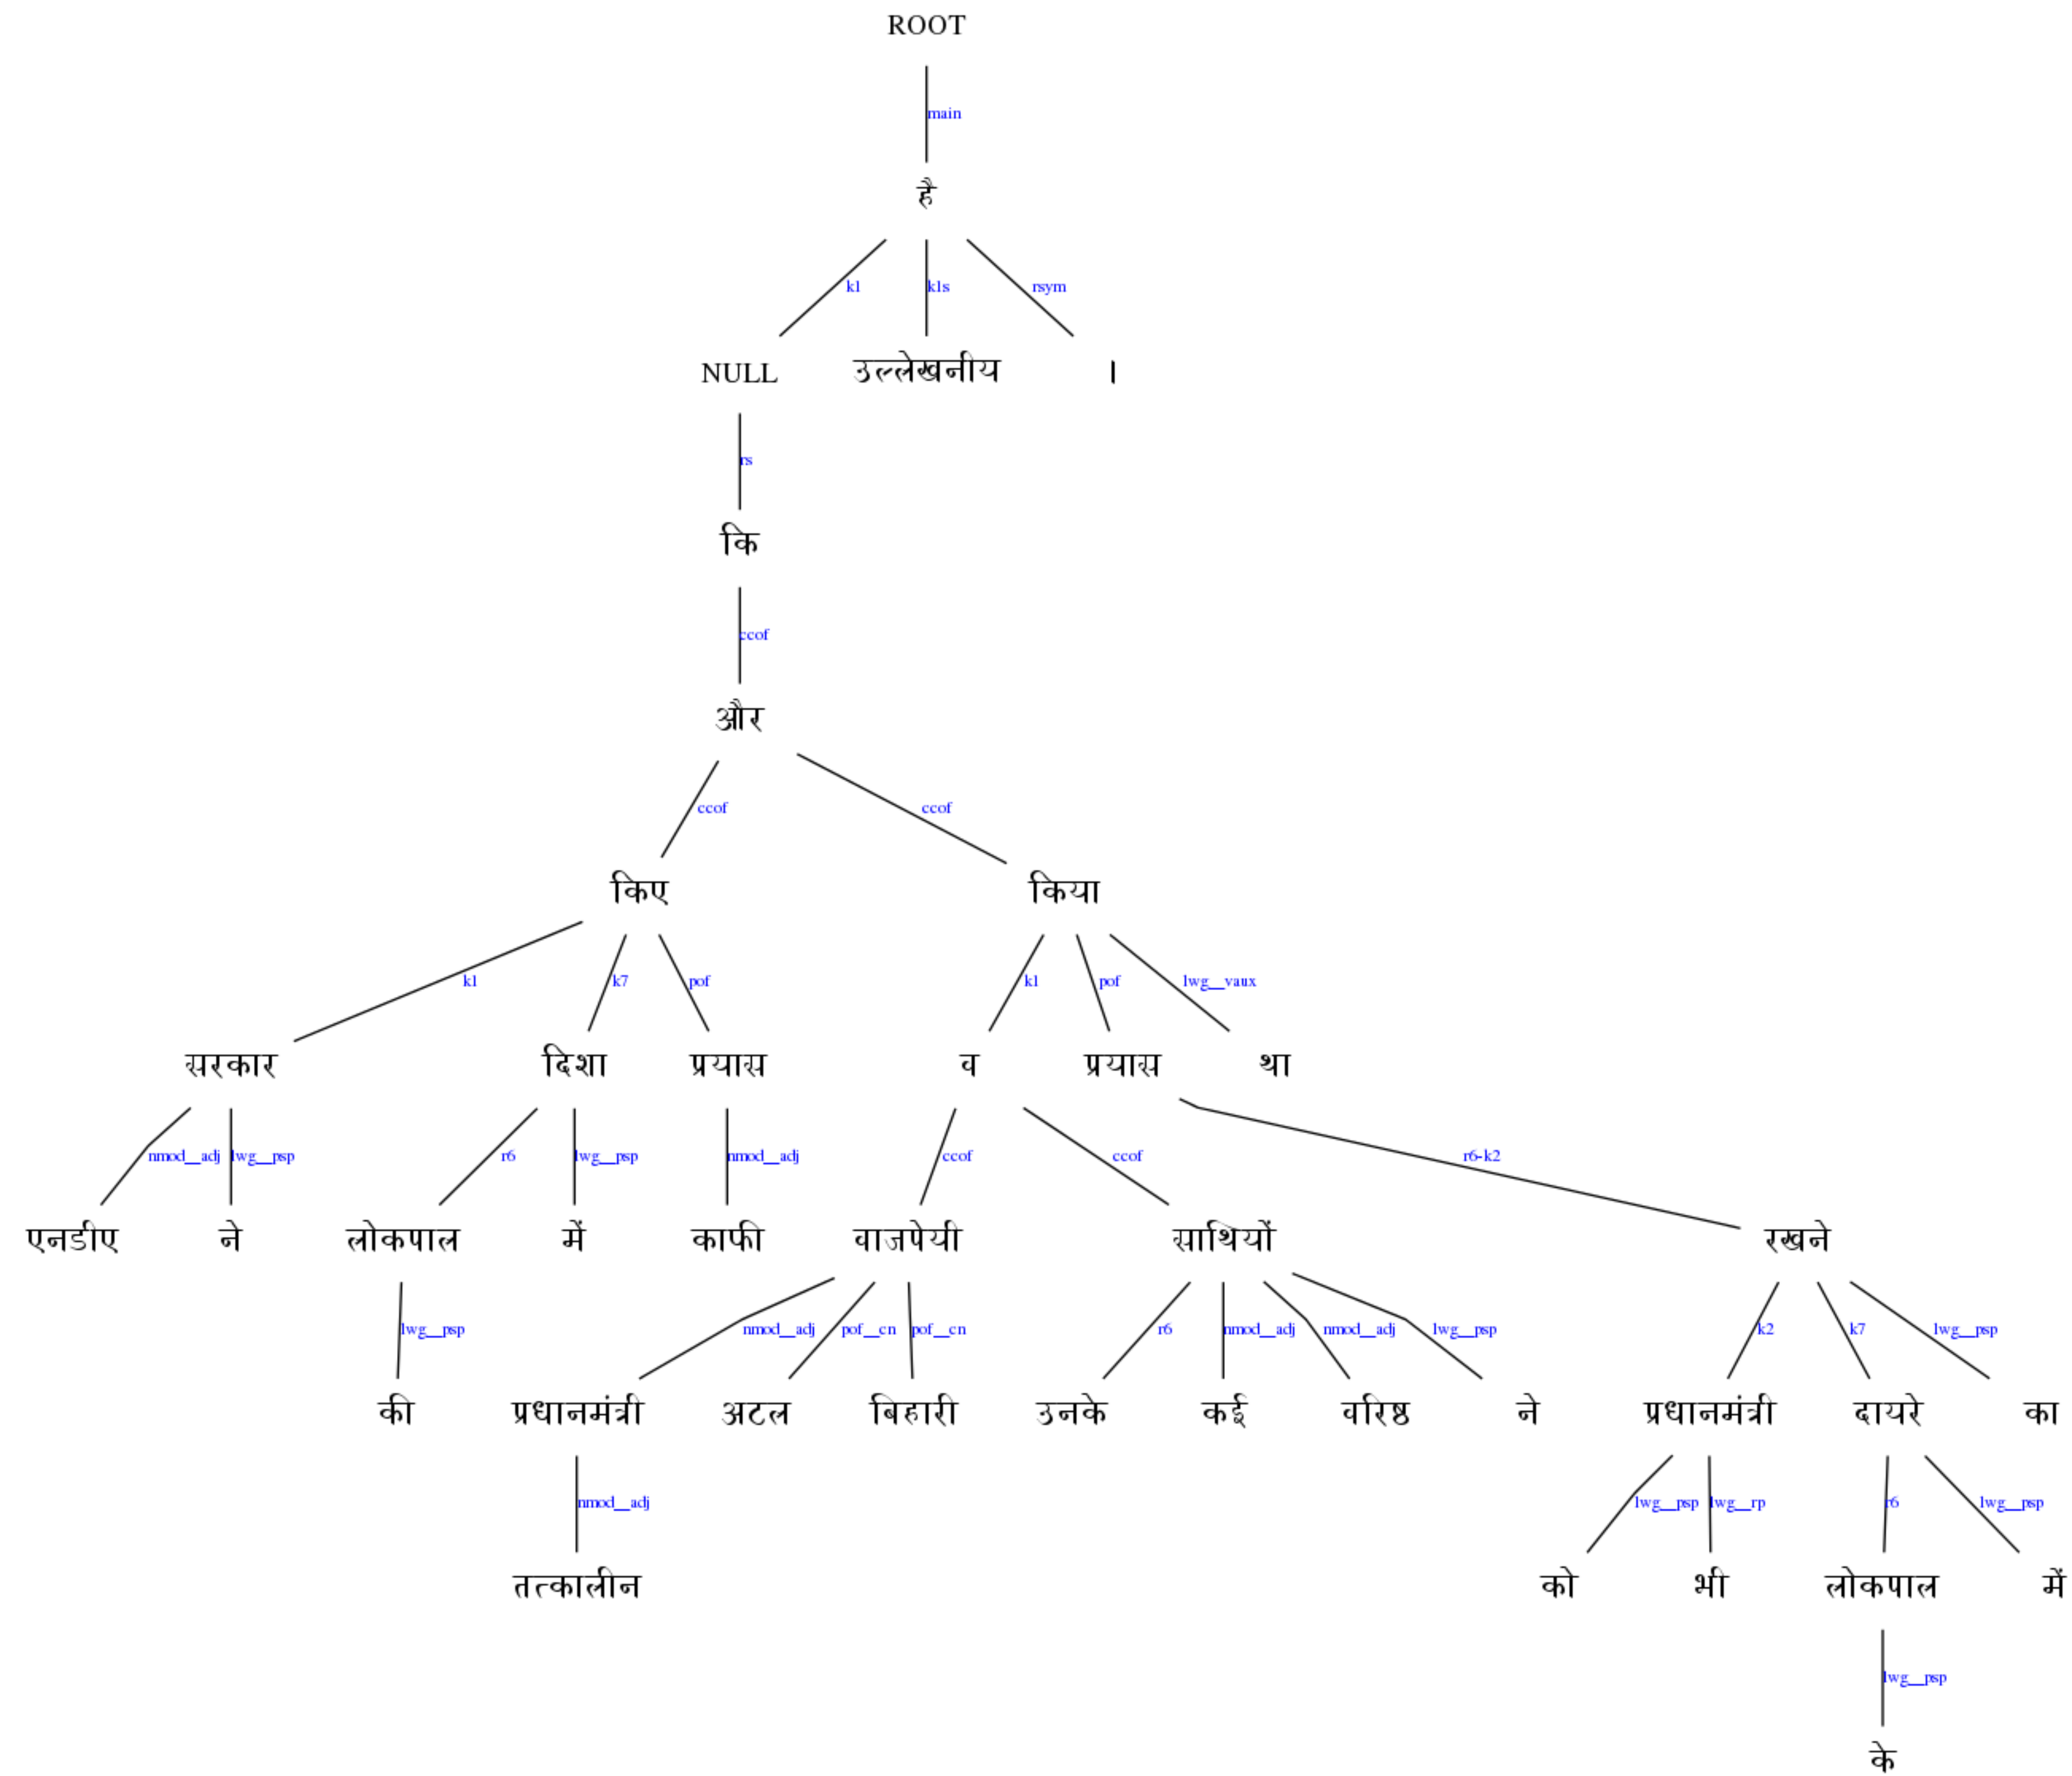 ROOT
main
है
k1 k1s rsym
NULL उल्लेखनीय ।
rs
कि
ccof
और
ccof ccof
किए किया
k1 k7 pof k1 pof lwg__vaux
सरकार दिशा प्रयास व प्रयास था
nmod__adj lwg__psp r6 lwg__psp nmod__adj ccof ccof r6-k2
एनडीए ने लोकपाल में काफी वाजपेयी साथियों रखने
lwg__psp nmod__adj pof__cn pof__cn r6 nmod__adj nmod__adj lwg__psp k2 k7 lwg__psp
की प्रधानमंत्री अटल बिहारी उनके कई वरिष्ठ ने प्रधानमंत्री दायरे का
nmod__adj lwg__psp lwg__rp r6 lwg__psp
तत्कालीन को भी लोकपाल में
lwg__psp
के